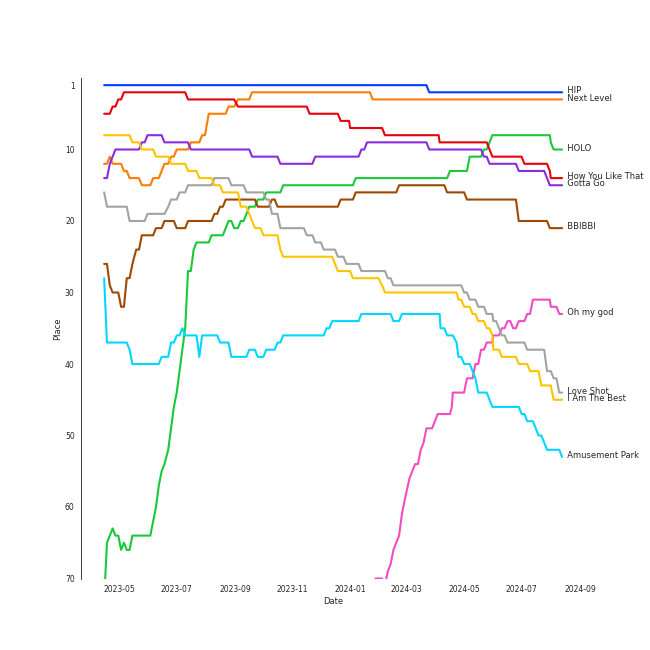 1
10
20
30
40
50
60
70
Place
2023-05
2023-07
2023-09
2023-11
2024-01
2024-03
2024-05
2024-07
2024-09
Date
HIP
Next Level
HOLO
How You Like That
Gotta Go
BBIBBI
Oh my god
Love Shot
I Am The Best
Amusement Park